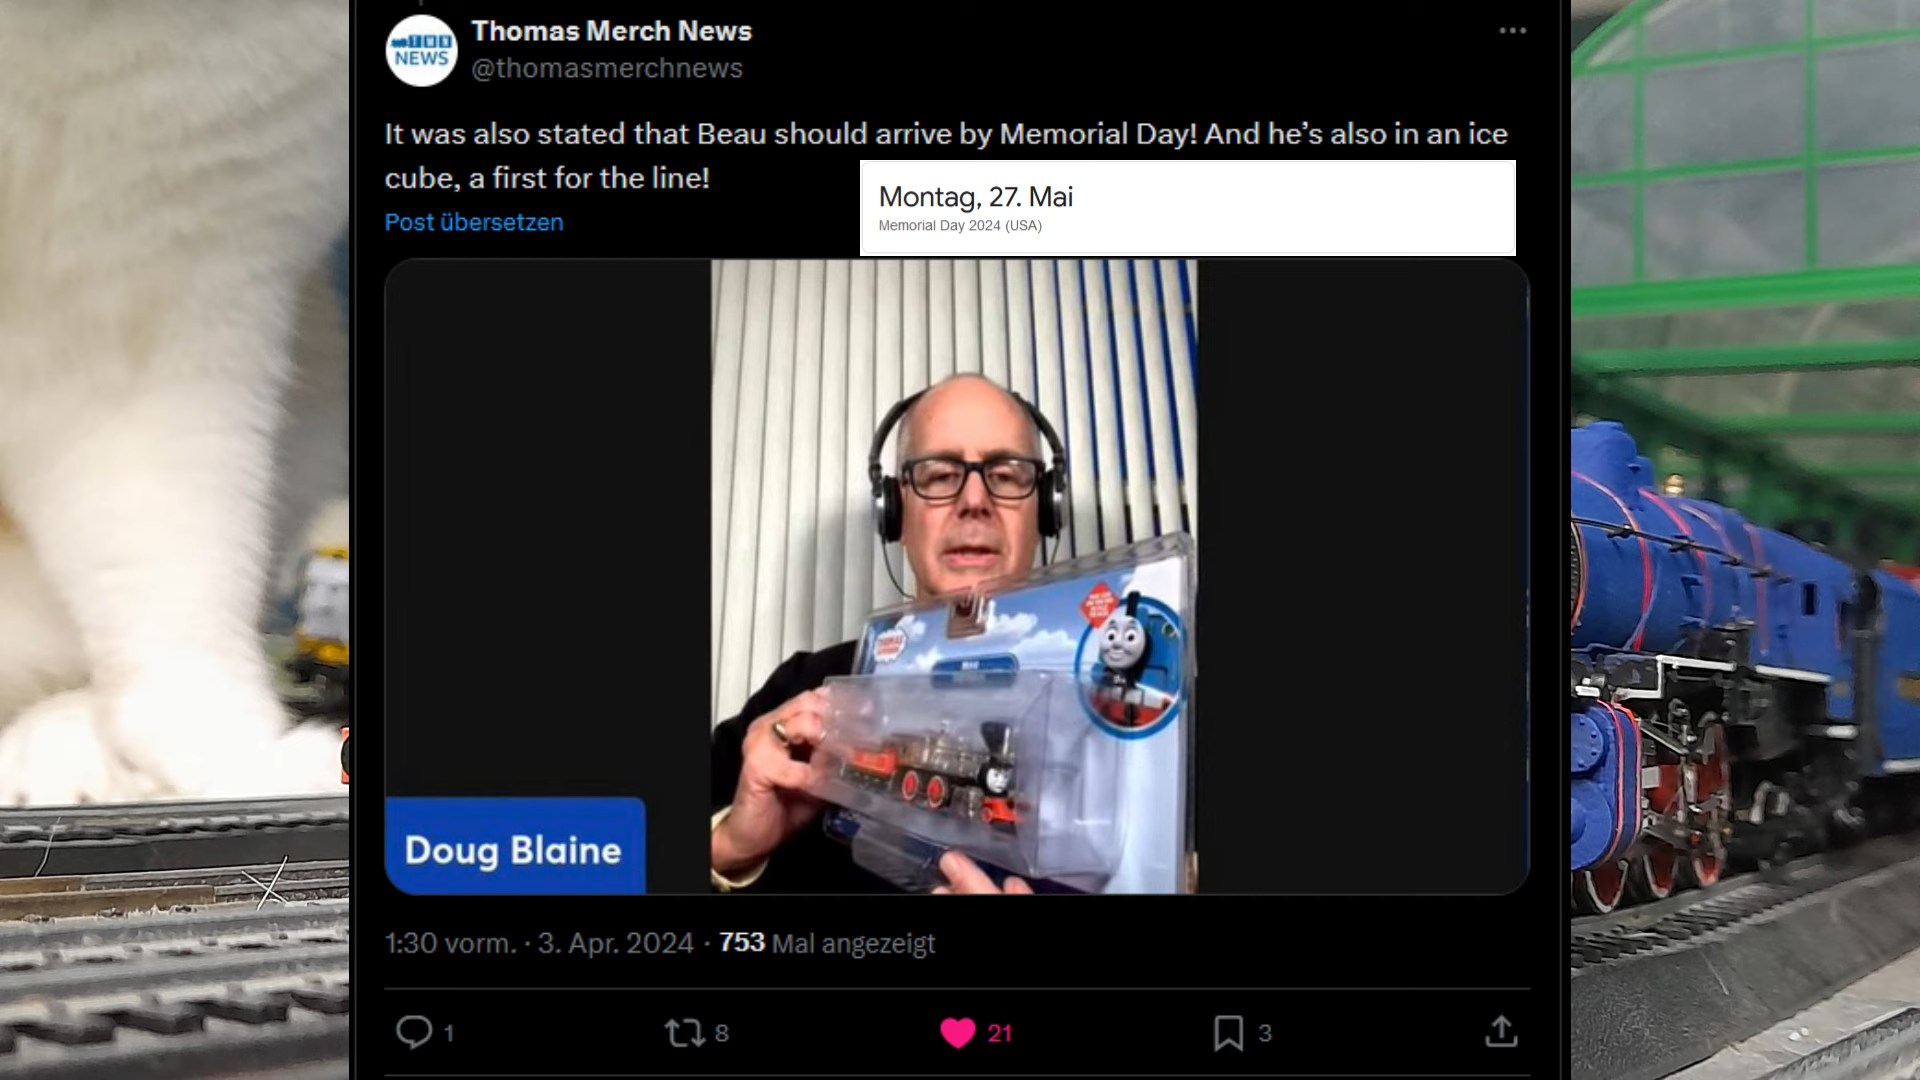 Thomas Merch News
@thomasmerchnews
NEWS
It was also stated that Beau should arrive by Memorial Day! And he’s also in an ice
cube, a first for the line!
Post übersetzen
Montag, 27. Mai
Memorial Day 2024 (USA)
Doug Blaine
1:30 vorm. · 3. Apr. 2024 · 753 Mal angezeigt
1
8
21
3